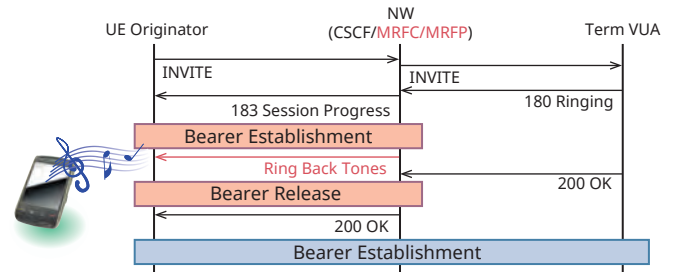 UE Originator
NW
(CSCF/MRFC/MRFP)
Term VUA
INVITE
INVITE
183 Session Progress
180 Ringing
Bearer Establishment
Ring Back Tones
200 OK
Bearer Release
200 OK
Bearer Establishment